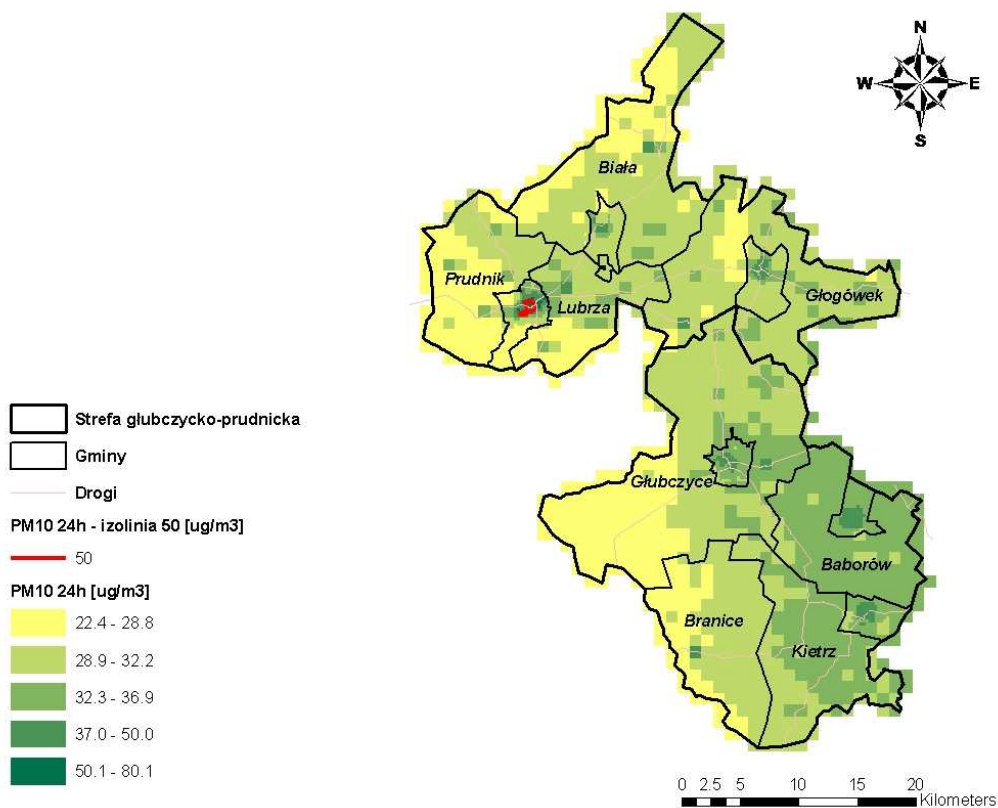 N
W E
S
Biała
Prudnik
Lubrza
Głogówek
Głubczyce
Baborów
Branice
Kietrz
Strefa głubczycko-prudnicka
Gminy
Drogi
PM10 24h - izolinia 50 [ug/m3]
50
PM10 24h [ug/m3]
22.4 - 28.8
28.9 - 32.2
32.3 - 36.9
37.0 - 50.0
50.1 - 80.1
0 2.5 5 10 15 20
Kilometers